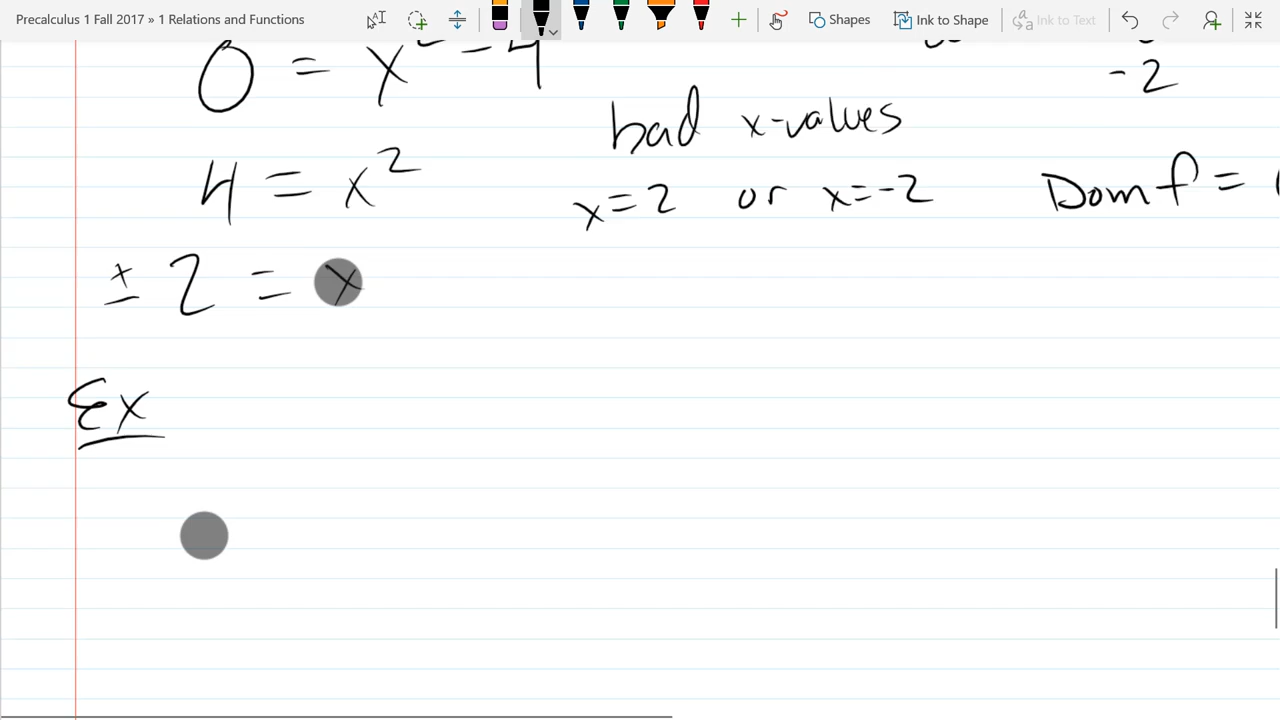 Precalculus 1 Fall 2017 » 1 Relations and Functions
Shapes
Ink to Shape
Ink to Text
0 = x² - 4
-2
bad x-values
4 = x²
x=2 or x=-2
Dom f = (
± 2 = x
Ex